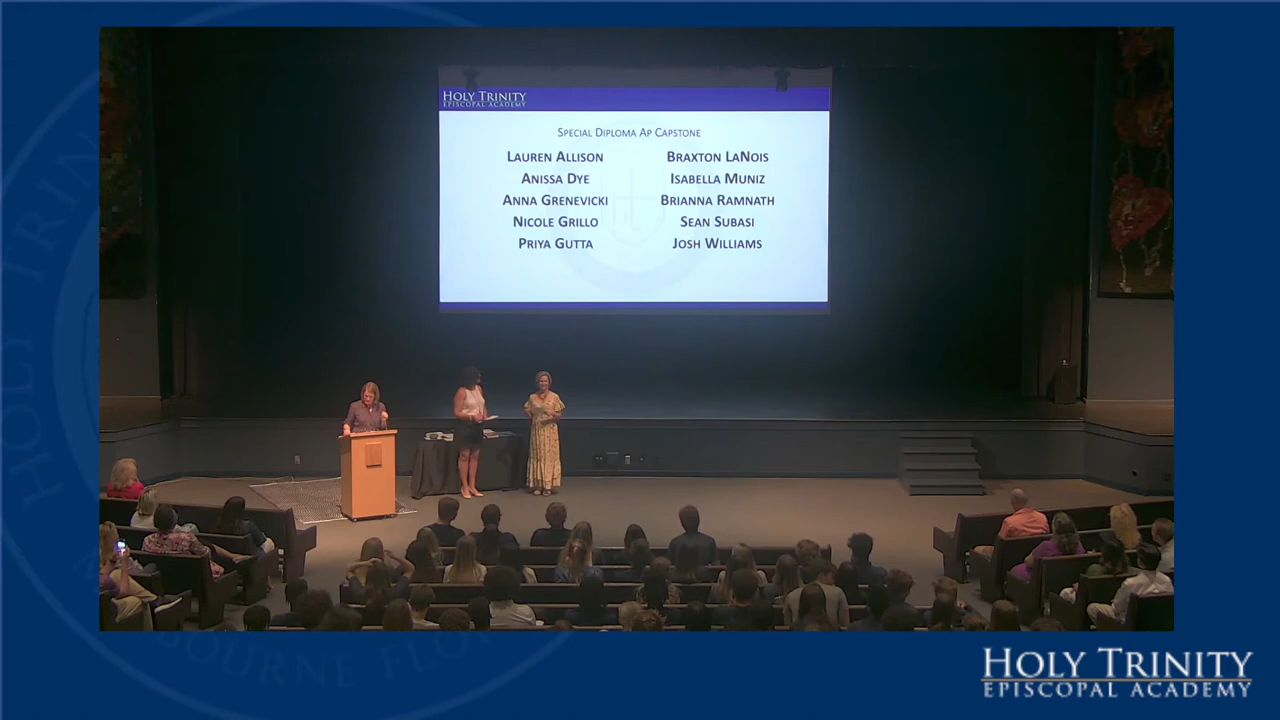 HOLY TRINITY
EPISCOPAL ACADEMY
SPECIAL DIPLOMA AP CAPSTONE
LAUREN ALLISON
ANISSA DYE
ANNA GRENEVICKI
NICOLE GRILLO
PRIYA GUTTA
BRAXTON LANOIS
ISABELLA MUNIZ
BRIANNA RAMNATH
SEAN SUBASI
JOSH WILLIAMS
HOLY TRINITY
EPISCOPAL ACADEMY